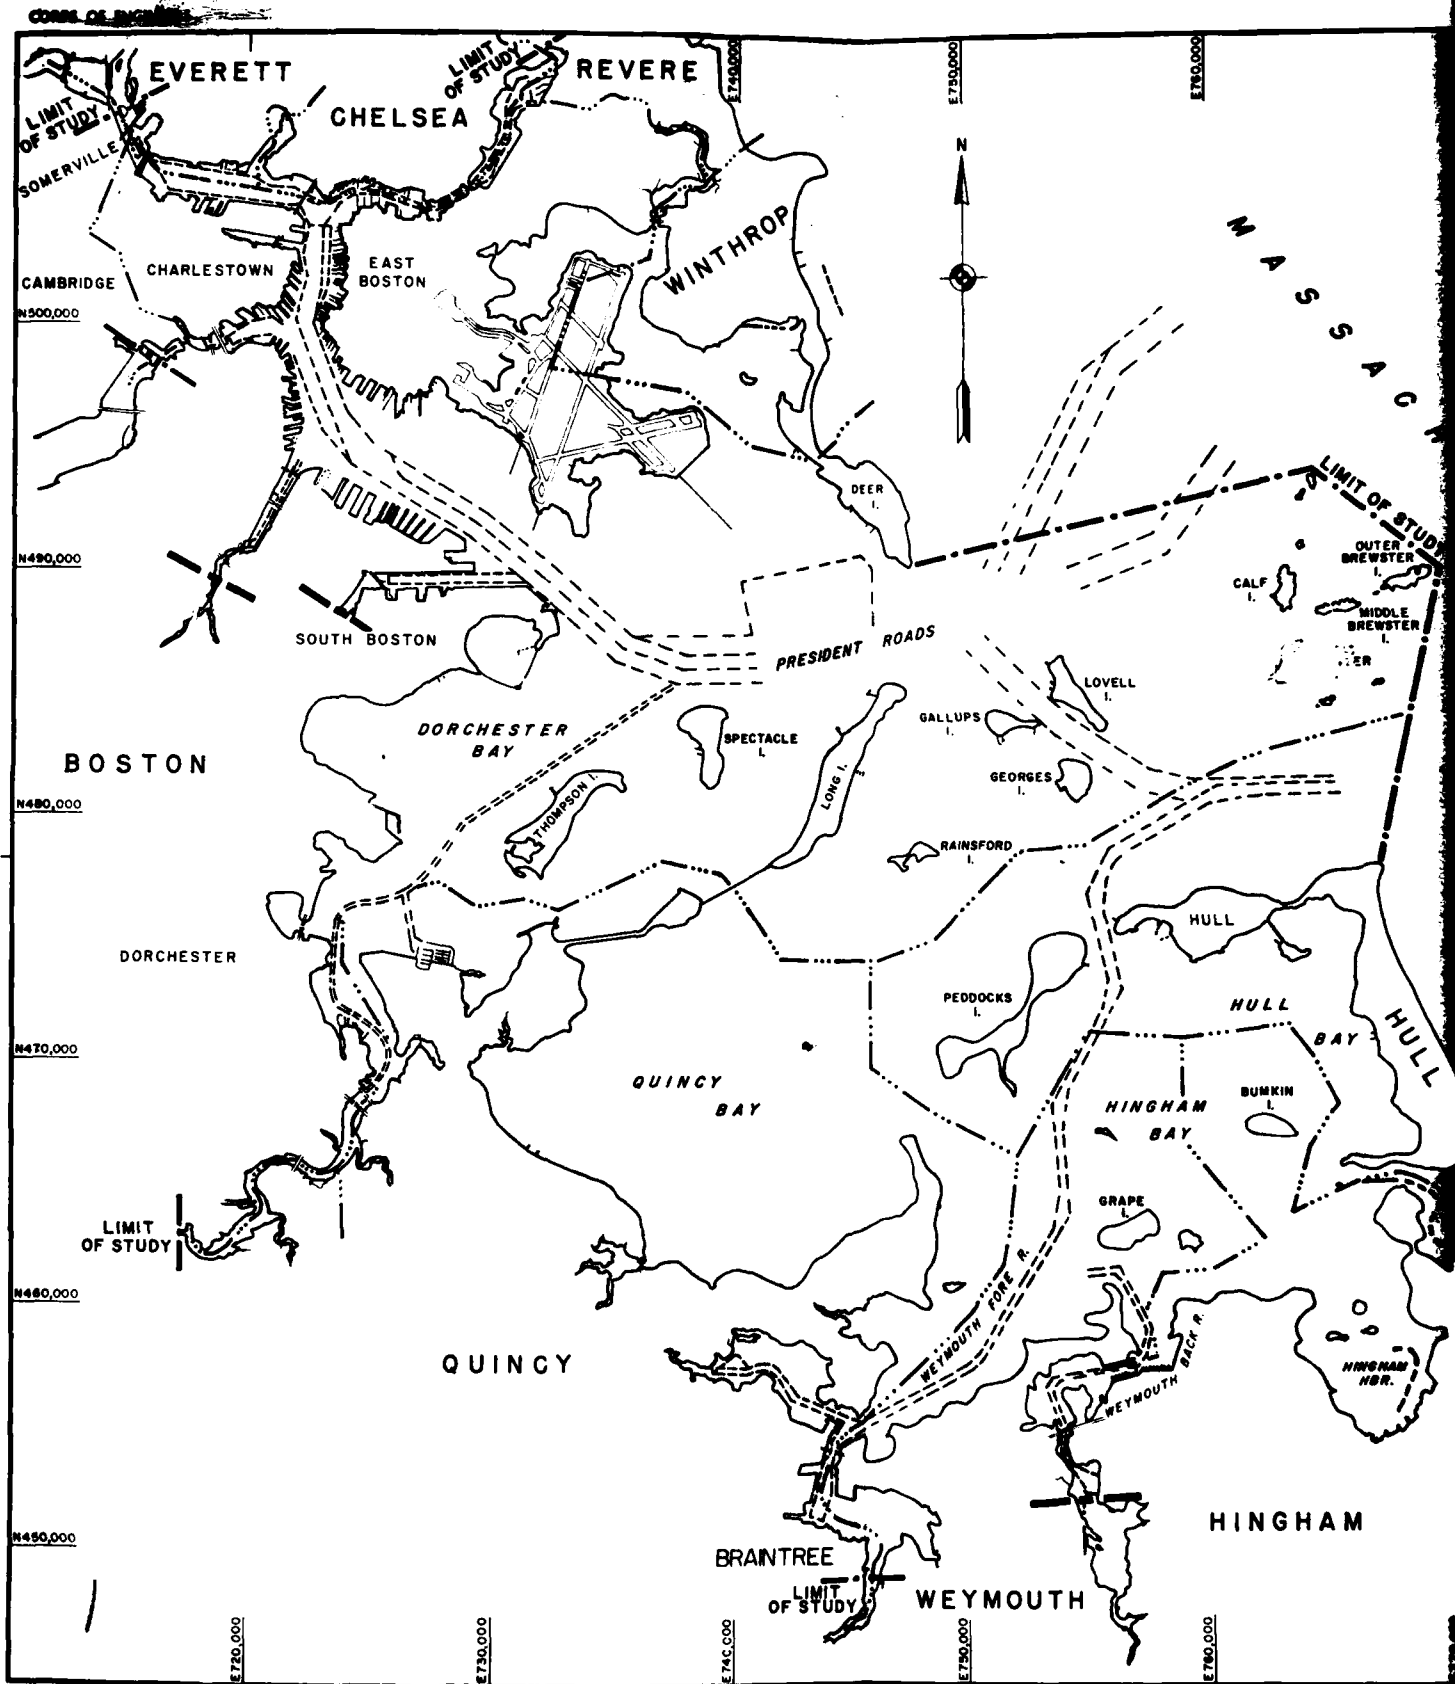 CORPS OF ENGINEERS
EVERETT
LIMIT
OF STUDY
REVERE
E740,000
E750,000
E760,000
LIMIT
OF STUDY
CHELSEA
SOMERVILLE
N
WINTHROP
MASSAC
CAMBRIDGE
CHARLESTOWN
EAST
BOSTON
N500,000
DEER
I.
LIMIT OF STUDY
N490,000
OUTER
BREWSTER
I.
CALF
I.
MIDDLE
BREWSTER
I.
SOUTH BOSTON
PRESIDENT ROADS
LOVELL
I.
GALLUPS
I.
DORCHESTER
BAY
SPECTACLE
I.
BOSTON
LONG I.
GEORGES
I.
N480,000
THOMPSON I.
RAINSFORD
I.
HULL
DORCHESTER
PEDDOCKS
I.
HULL
BAY
HULL
N470,000
QUINCY
BAY
HINGHAM
BAY
BUMKIN
I.
GRAPE
I.
LIMIT
OF STUDY
WEYMOUTH FORE R.
N460,000
QUINCY
WEYMOUTH BACK R.
HINGHAM
HBR.
HINGHAM
N450,000
BRAINTREE
LIMIT
OF STUDY
WEYMOUTH
E720,000
E730,000
E740,000
E750,000
E760,000